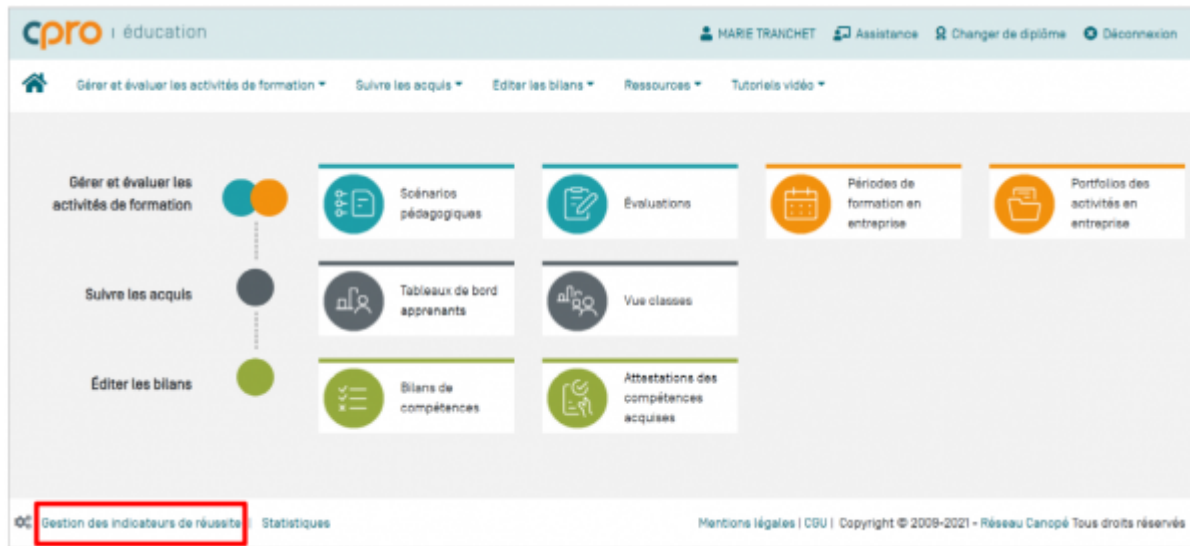 cpro | éducation
MARIE TRANCHET Assistance Changer de diplôme Déconnexion
Gérer et évaluer les activités de formation Suivre les acquis Editer les bilans Ressources Tutoriels vidéo
Gérer et évaluer les
activités de formation
Scénarios
pédagogiques
Évaluations
Périodes de
formation en
entreprise
Portfolios des
activités en
entreprise
Suivre les acquis
Tableaux de bord
apprenants
Vue classes
Éditer les bilans
Bilans de
compétences
Attestations des
compétences
acquises
Gestion des indicateurs de réussite | Statistiques
Mentions légales | CGU | Copyright © 2009-2021 - Réseau Canopé Tous droits réservés